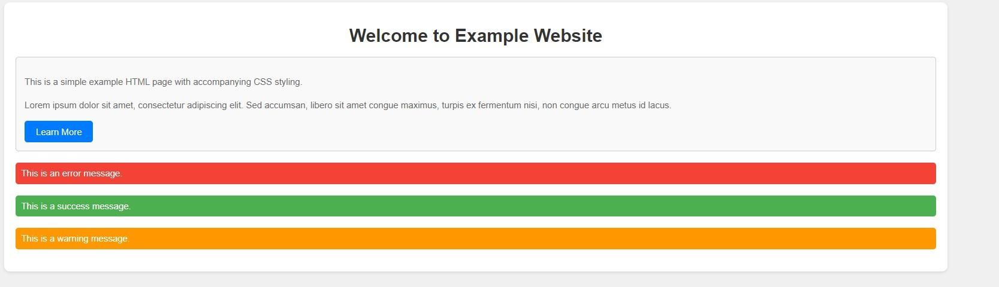 Welcome to Example Website
This is a simple example HTML page with accompanying CSS styling.
Lorem ipsum dolor sit amet, consectetur adipiscing elit. Sed accumsan, libero sit amet congue maximus, turpis ex fermentum nisi, non congue arcu metus id lacus.
Learn More
This is an error message.
This is a success message.
This is a warning message.